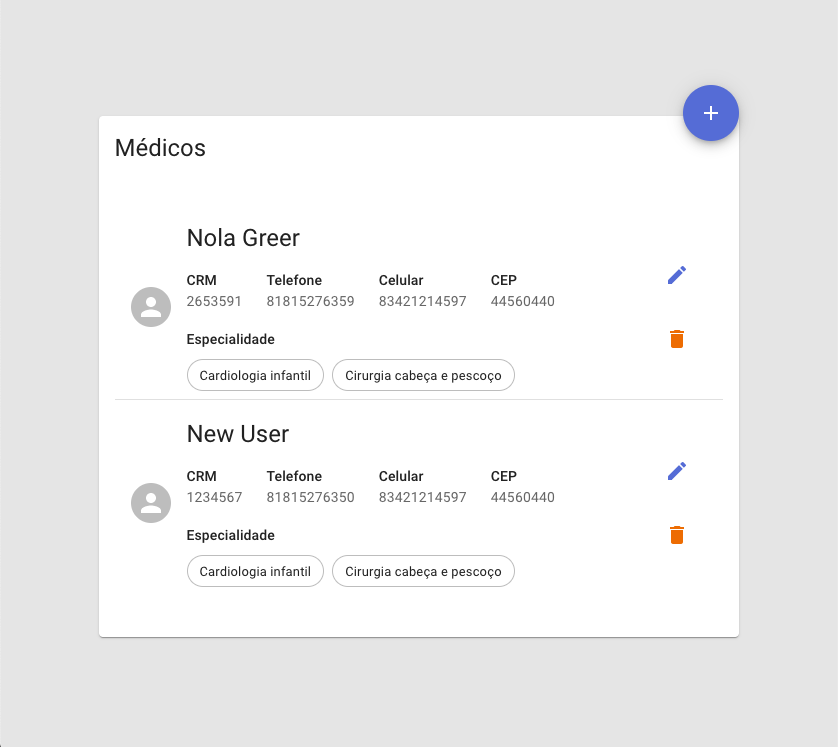 Médicos
Nola Greer
CRM Telefone Celular CEP
2653591 81815276359 83421214597 44560440
Especialidade
Cardiologia infantil Cirurgia cabeça e pescoço
New User
CRM Telefone Celular CEP
1234567 81815276350 83421214597 44560440
Especialidade
Cardiologia infantil Cirurgia cabeça e pescoço